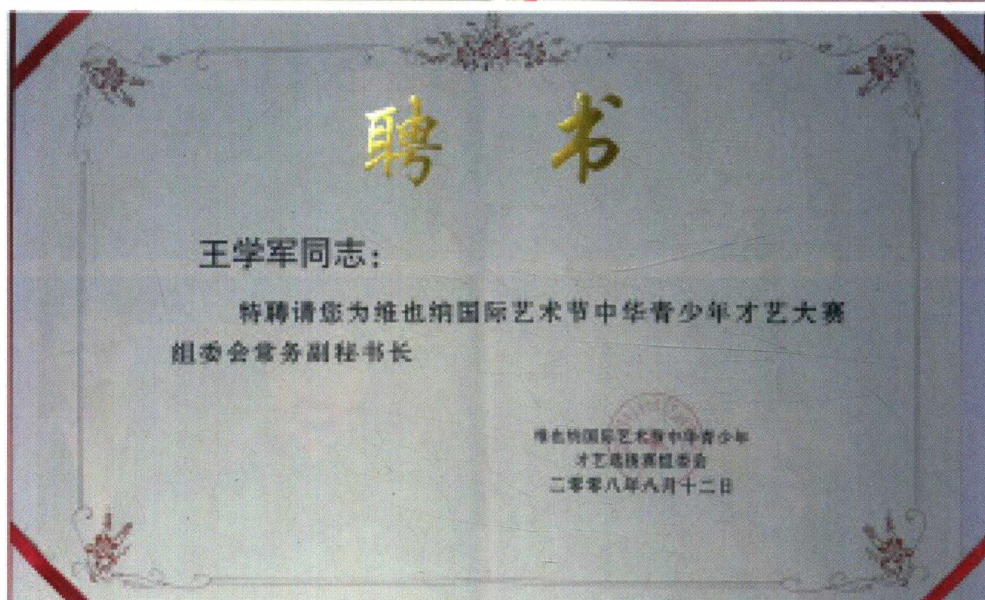 聘书
王学军同志：
特聘请您为维也纳国际艺术节中华青少年才艺大赛
组委会常务副秘书长
维也纳国际艺术节中华青少年
才艺选拔赛组委会
二零零八年八月十二日